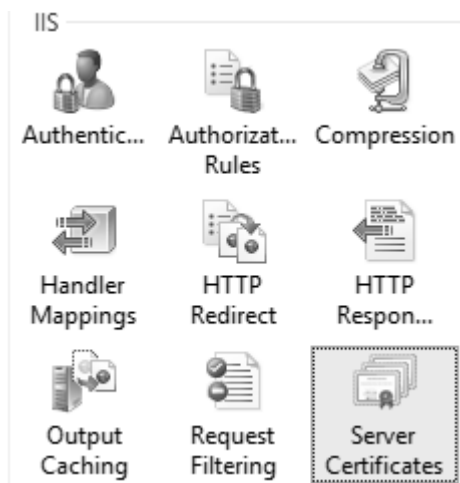 IIS
Authentic... Authorizat... Compression
Rules
Handler HTTP HTTP
Mappings Redirect Respon...
Output Request Server
Caching Filtering Certificates